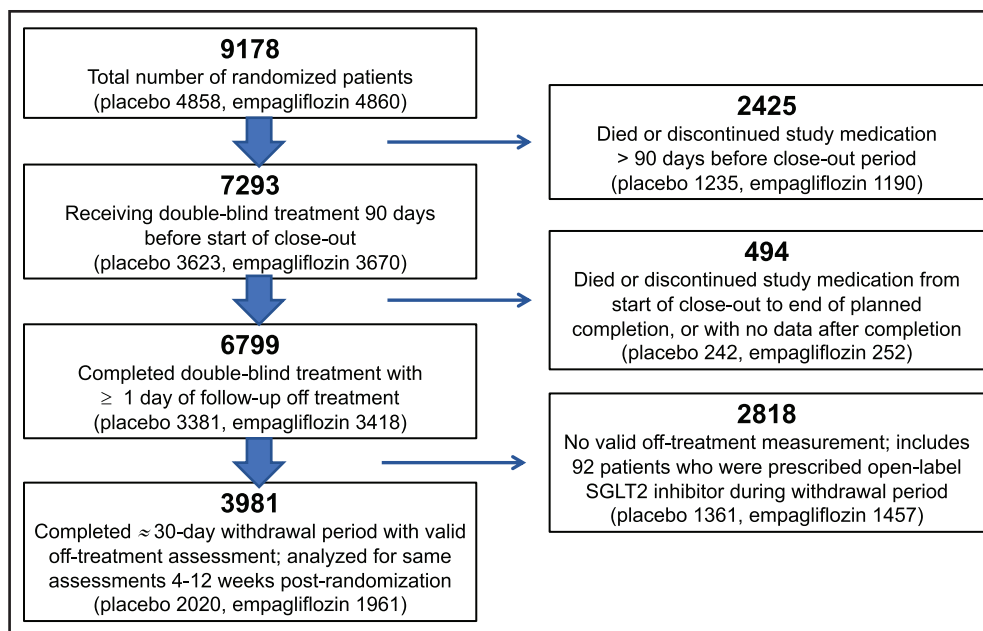 9178
Total number of randomized patients
(placebo 4858, empagliflozin 4860)
2425
Died or discontinued study medication
> 90 days before close-out period
(placebo 1235, empagliflozin 1190)
7293
Receiving double-blind treatment 90 days
before start of close-out
(placebo 3623, empagliflozin 3670)
494
Died or discontinued study medication from
start of close-out to end of planned
completion, or with no data after completion
(placebo 242, empagliflozin 252)
6799
Completed double-blind treatment with
≥ 1 day of follow-up off treatment
(placebo 3381, empagliflozin 3418)
2818
No valid off-treatment measurement; includes
92 patients who were prescribed open-label
SGLT2 inhibitor during withdrawal period
(placebo 1361, empagliflozin 1457)
3981
Completed ≈ 30-day withdrawal period with valid
off-treatment assessment; analyzed for same
assessments 4-12 weeks post-randomization
(placebo 2020, empagliflozin 1961)